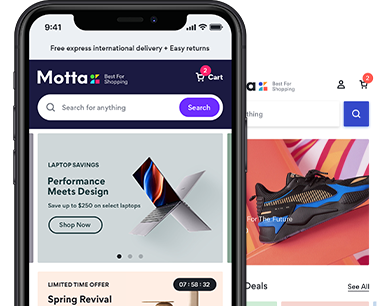 9:41
Free express international delivery + Easy returns
Motta
Best For
Shopping
2
Cart
Search for anything
Search
LAPTOP SAVINGS
Performance
Meets Design
Save up to $250 on select laptops
Shop Now
LIMITED TIME OFFER
07 : 58 : 32
Spring Revival
Best For
Shopping
2
For The Future
Deals
See All